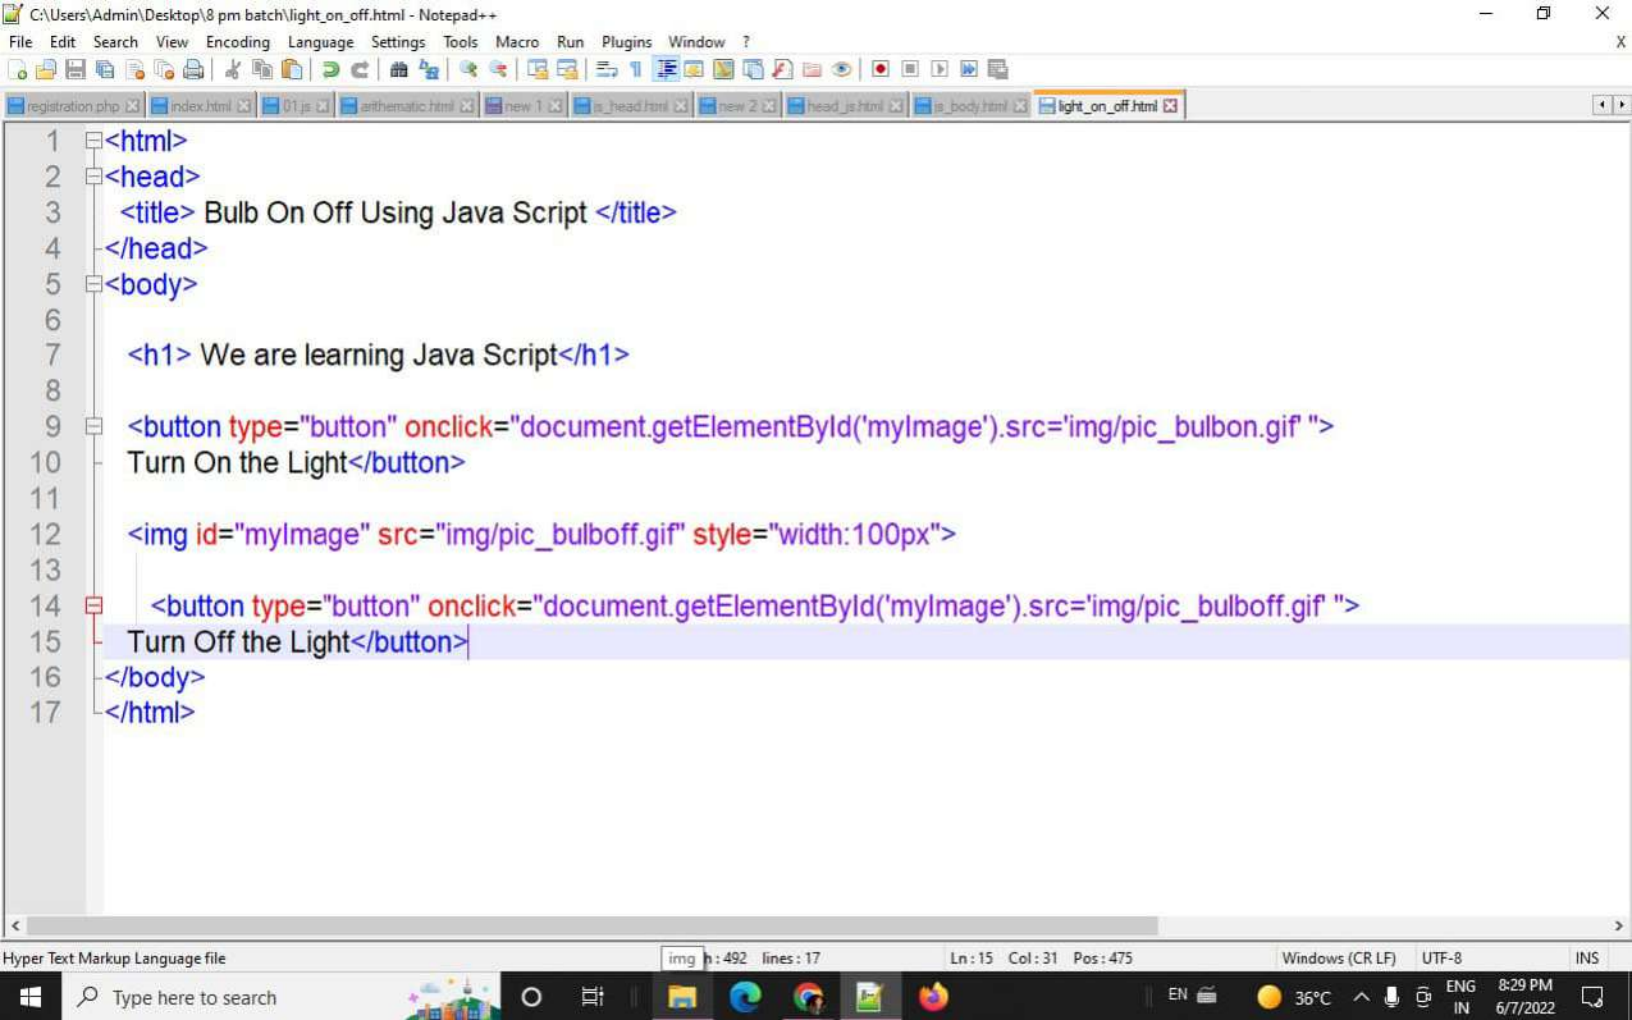 C:\Users\Admin\Desktop\8 pm batch\light_on_off.html - Notepad++
File Edit Search View Encoding Language Settings Tools Macro Run Plugins Window ? X
registration.php index.html 01.js arithematic.html new 1 js_head.html new 2 head_js.html js_body.html light_on_off.html
1 <html>
2 <head>
3 <title> Bulb On Off Using Java Script </title>
4 </head>
5 <body>
6
7 <h1> We are learning Java Script</h1>
8
9 <button type="button" onclick="document.getElementById('myImage').src='img/pic_bulbon.gif' ">
10 Turn On the Light</button>
11
12 <img id="myImage" src="img/pic_bulboff.gif" style="width:100px">
13
14 <button type="button" onclick="document.getElementById('myImage').src='img/pic_bulboff.gif' ">
15 Turn Off the Light</button>
16 </body>
17 </html>
Hyper Text Markup Language file img h : 492 lines : 17 Ln : 15 Col : 31 Pos : 475 Windows (CR LF) UTF-8 INS
Type here to search EN 36°C ENG 8:29 PM
IN 6/7/2022